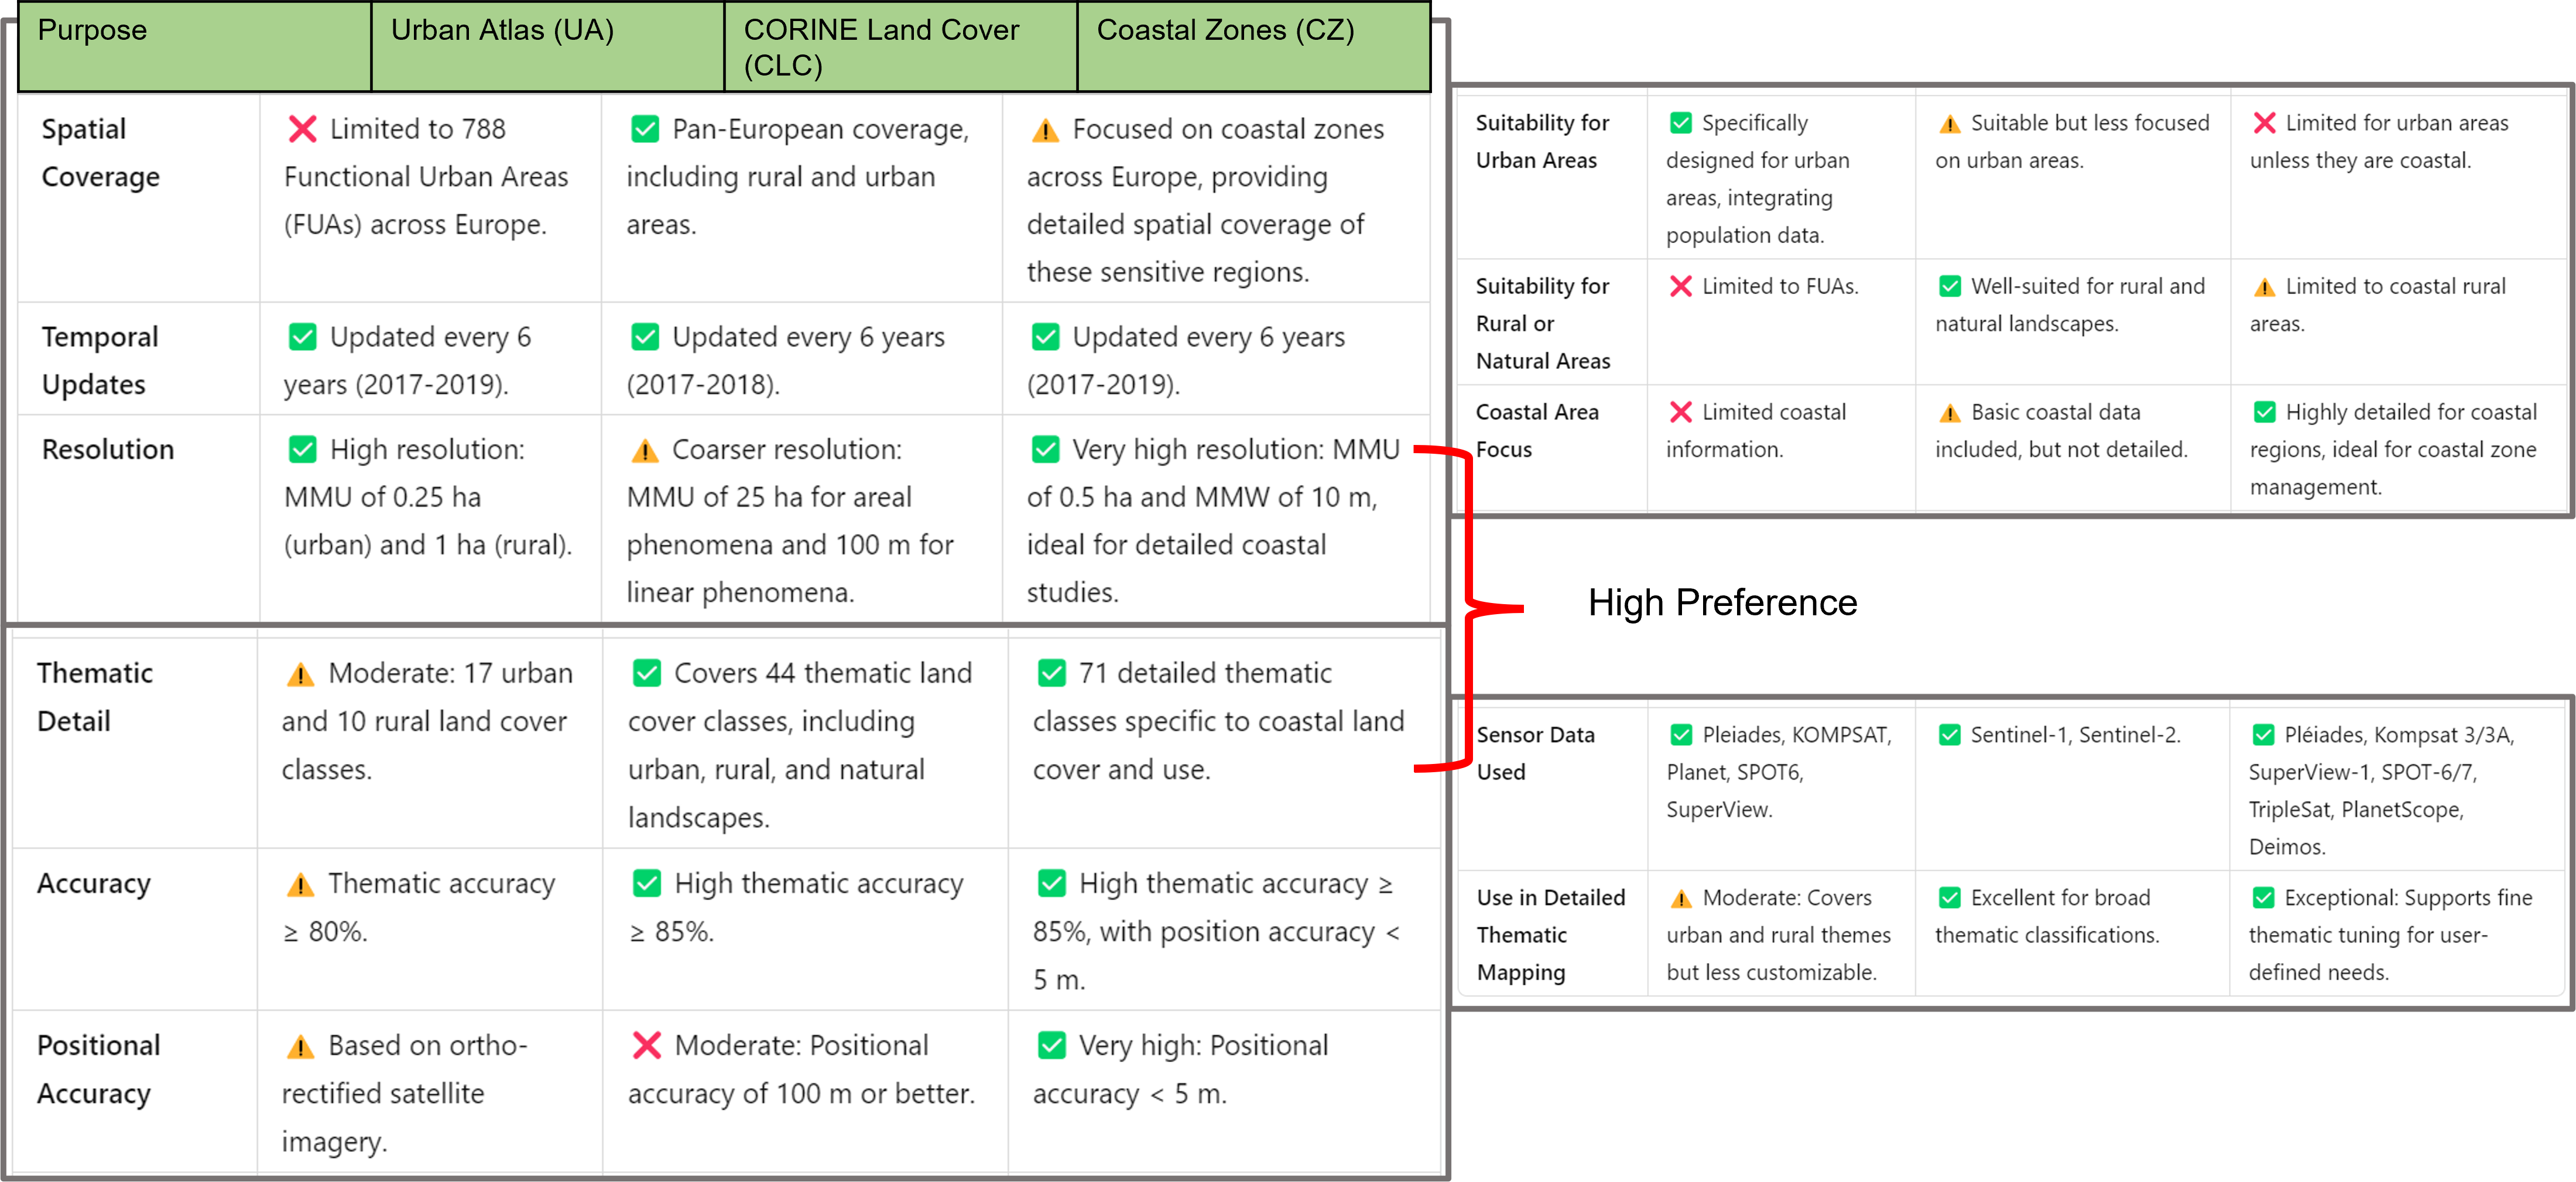 Purpose
Urban Atlas (UA)
CORINE Land Cover
(CLC)
Coastal Zones (CZ)
Spatial
Coverage
❌ Limited to 788
Functional Urban Areas
(FUAs) across Europe.
✅ Pan-European coverage,
including rural and urban
areas.
⚠️ Focused on coastal zones
across Europe, providing
detailed spatial coverage of
these sensitive regions.
Temporal
Updates
✅ Updated every 6
years (2017-2019).
✅ Updated every 6 years
(2017-2018).
✅ Updated every 6 years
(2017-2019).
Resolution
✅ High resolution:
MMU of 0.25 ha
(urban) and 1 ha (rural).
⚠️ Coarser resolution:
MMU of 25 ha for areal
phenomena and 100 m for
linear phenomena.
✅ Very high resolution: MMU
of 0.5 ha and MMW of 10 m,
ideal for detailed coastal
studies.
Thematic
Detail
⚠️ Moderate: 17 urban
and 10 rural land cover
classes.
✅ Covers 44 thematic land
cover classes, including
urban, rural, and natural
landscapes.
✅ 71 detailed thematic
classes specific to coastal land
cover and use.
Accuracy
⚠️ Thematic accuracy
≥ 80%.
✅ High thematic accuracy
≥ 85%.
✅ High thematic accuracy ≥
85%, with position accuracy <
5 m.
Positional
Accuracy
⚠️ Based on ortho-
rectified satellite
imagery.
❌ Moderate: Positional
accuracy of 100 m or better.
✅ Very high: Positional
accuracy < 5 m.
Suitability for
Urban Areas
✅ Specifically
designed for urban
areas, integrating
population data.
⚠️ Suitable but less focused
on urban areas.
❌ Limited for urban areas
unless they are coastal.
Suitability for
Rural or
Natural Areas
❌ Limited to FUAs.
✅ Well-suited for rural and
natural landscapes.
⚠️ Limited to coastal rural
areas.
Coastal Area
Focus
❌ Limited coastal
information.
⚠️ Basic coastal data
included, but not detailed.
✅ Highly detailed for coastal
regions, ideal for coastal zone
management.
High Preference
Sensor Data
Used
✅ Pleiades, KOMPSAT,
Planet, SPOT6,
SuperView.
✅ Sentinel-1, Sentinel-2.
✅ Pléiades, Kompsat 3/3A,
SuperView-1, SPOT-6/7,
TripleSat, PlanetScope,
Deimos.
Use in Detailed
Thematic
Mapping
⚠️ Moderate: Covers
urban and rural themes
but less customizable.
✅ Excellent for broad
thematic classifications.
✅ Exceptional: Supports fine
thematic tuning for user-
defined needs.